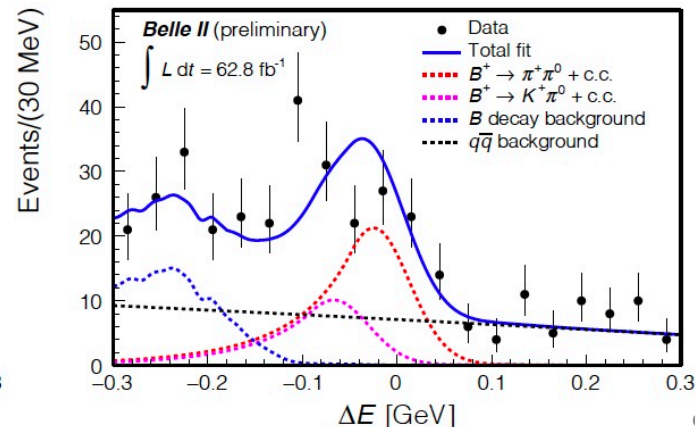 Belle II (preliminary)
∫ L dt = 62.8 fb⁻¹
Data
Total fit
B⁺ → π⁺π⁰ + c.c.
B⁺ → K⁺π⁰ + c.c.
B decay background
qq̅ background
Events/(30 MeV)
50
40
30
20
10
0
−0.3 −0.2 −0.1 0 0.1 0.2 0.3
ΔE [GeV]